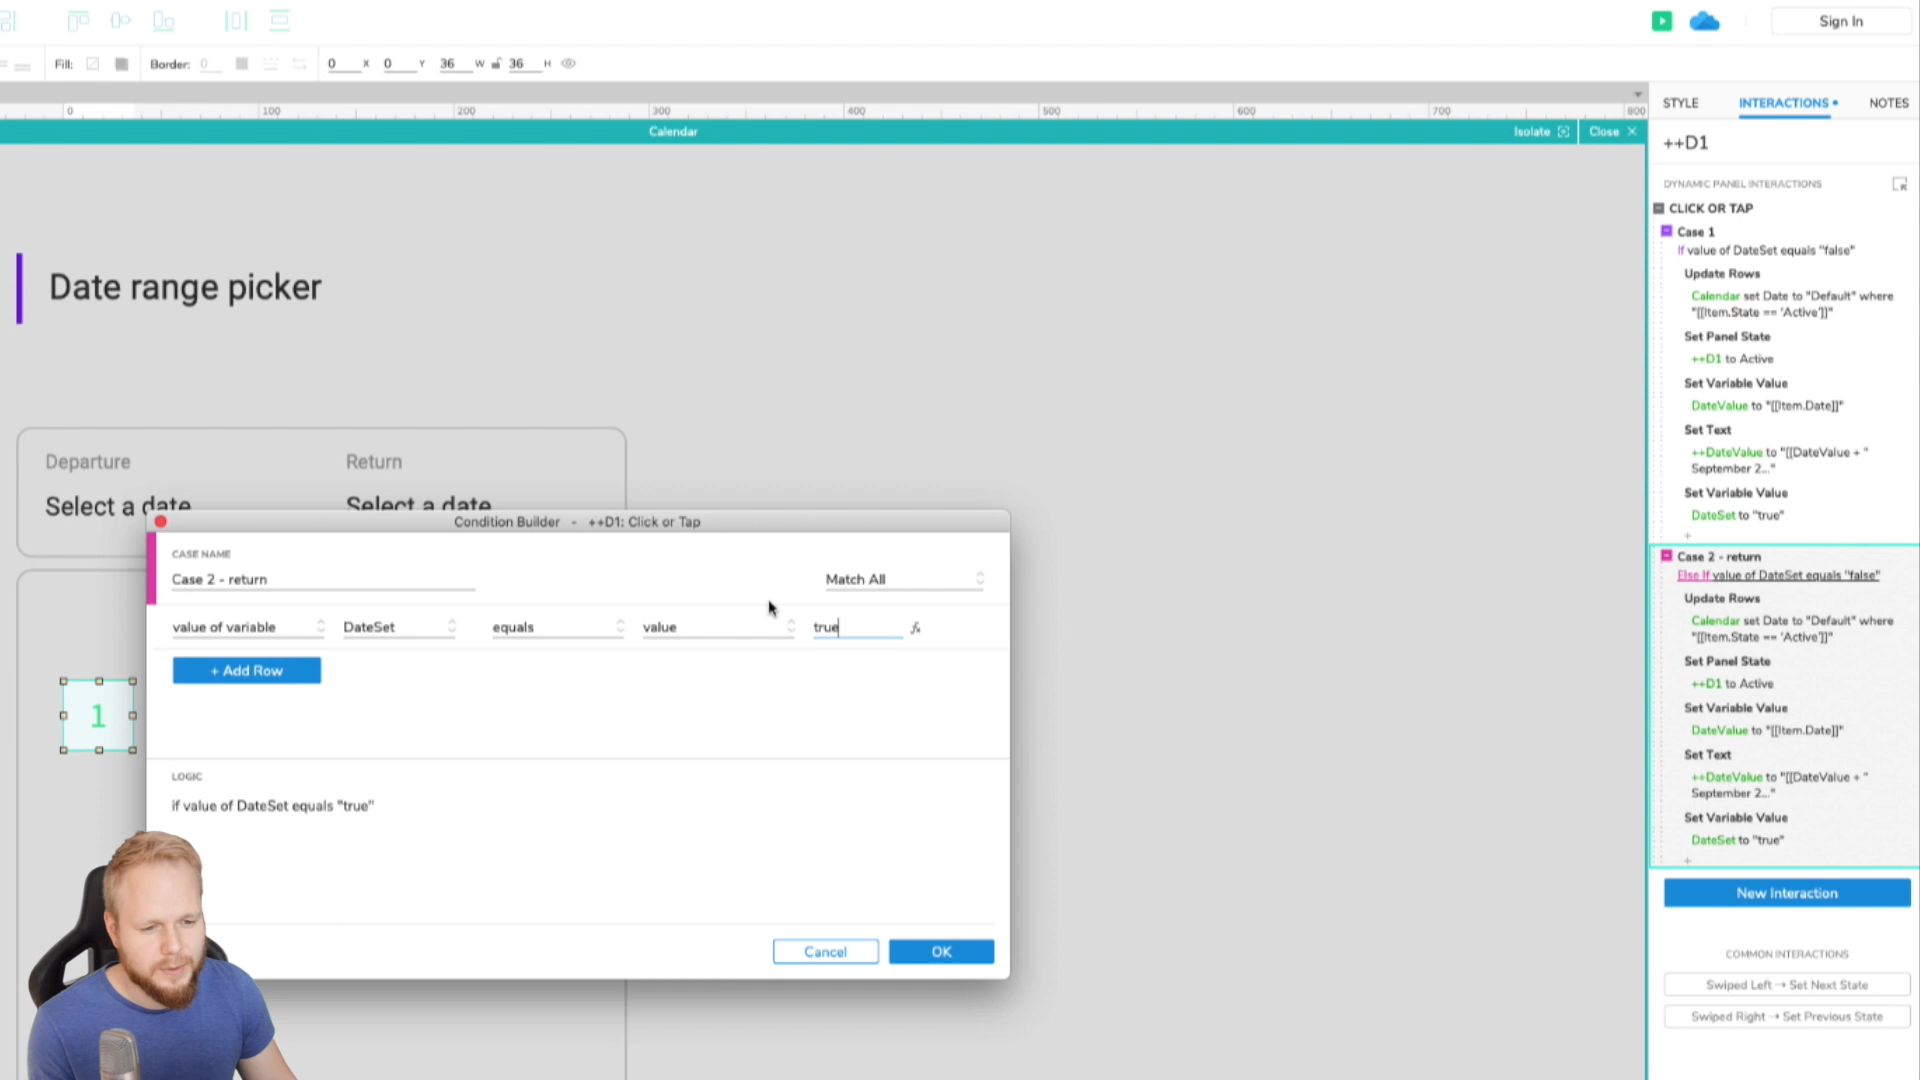 Sign In
Fill:
Border: 0
0 X 0 Y 36 W 36 H
0 100 200 300 400 500 600 700 800
Calendar
Isolate
Close
Date range picker
Departure
Return
Select a date
Select a date
1
Condition Builder - ++D1: Click or Tap
CASE NAME
Case 2 - return
Match All
value of variable
DateSet
equals
value
true
fx
+ Add Row
LOGIC
if value of DateSet equals "true"
Cancel
OK
STYLE
INTERACTIONS
NOTES
++D1
DYNAMIC PANEL INTERACTIONS
CLICK OR TAP
Case 1
If value of DateSet equals "false"
Update Rows
Calendar set Date to "Default" where
"[[Item.State == 'Active']]"
Set Panel State
++D1 to Active
Set Variable Value
DateValue to "[[Item.Date]]"
Set Text
++DateValue to "[[DateValue + "
September 2..."
Set Variable Value
DateSet to "true"
+
Case 2 - return
Else If value of DateSet equals "false"
Update Rows
Calendar set Date to "Default" where
"[[Item.State == 'Active']]"
Set Panel State
++D1 to Active
Set Variable Value
DateValue to "[[Item.Date]]"
Set Text
++DateValue to "[[DateValue + "
September 2..."
Set Variable Value
DateSet to "true"
+
New Interaction
COMMON INTERACTIONS
Swiped Left → Set Next State
Swiped Right → Set Previous State